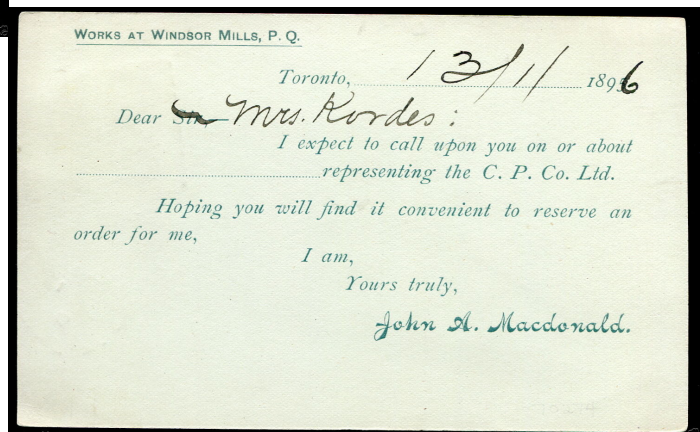 WORKS AT WINDSOR MILLS, P. Q.
Toronto, 13/11 1896
Dear Sir, Mrs. Kordes:
I expect to call upon you on or about
representing the C. P. Co. Ltd.
Hoping you will find it convenient to reserve an
order for me,
I am,
Yours truly,
John A. Macdonald.